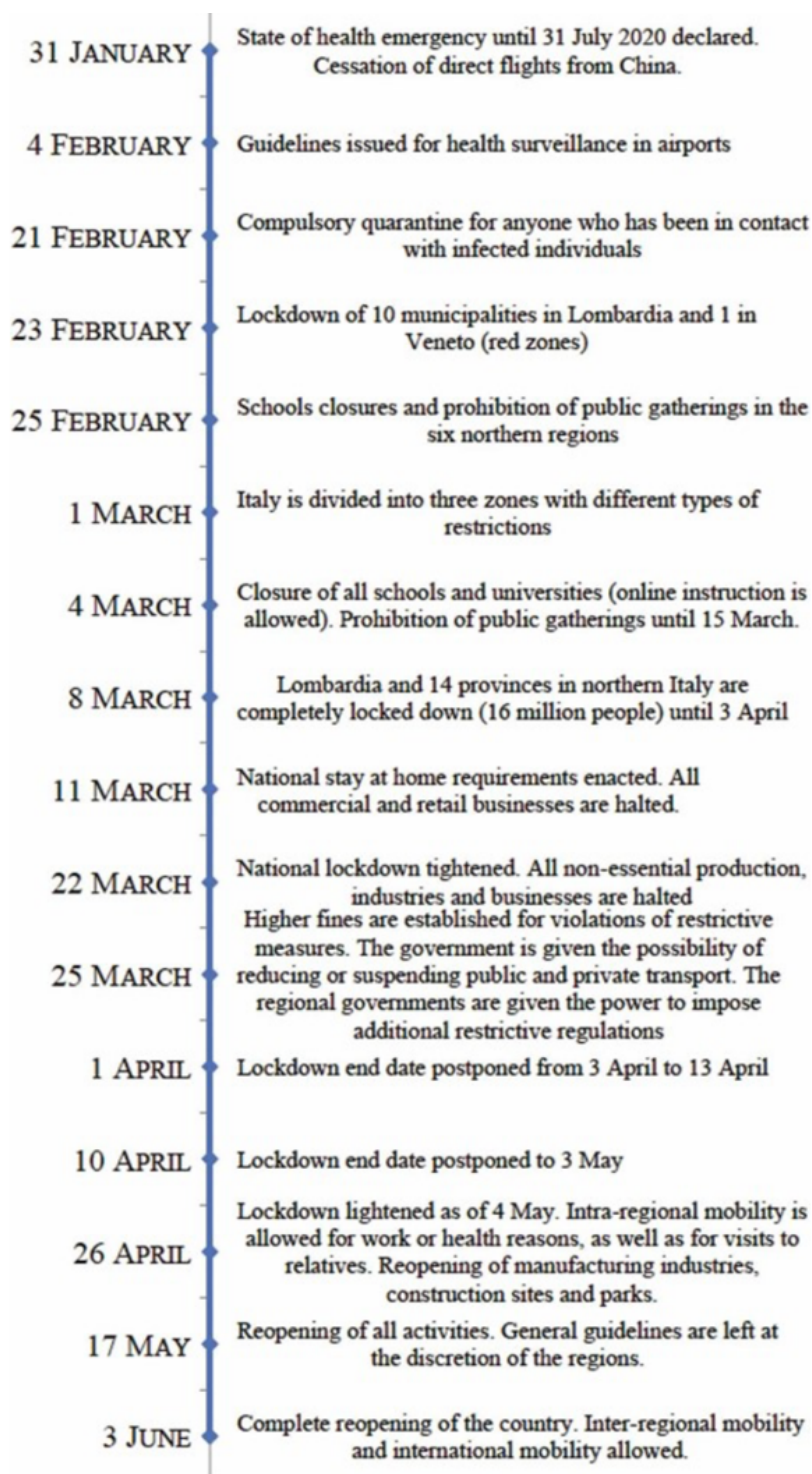 31 JANUARY
State of health emergency until 31 July 2020 declared.
Cessation of direct flights from China.
4 FEBRUARY
Guidelines issued for health surveillance in airports
21 FEBRUARY
Compulsory quarantine for anyone who has been in contact
with infected individuals
23 FEBRUARY
Lockdown of 10 municipalities in Lombardia and 1 in
Veneto (red zones)
25 FEBRUARY
Schools closures and prohibition of public gatherings in the
six northern regions
1 MARCH
Italy is divided into three zones with different types of
restrictions
4 MARCH
Closure of all schools and universities (online instruction is
allowed). Prohibition of public gatherings until 15 March.
8 MARCH
Lombardia and 14 provinces in northern Italy are
completely locked down (16 million people) until 3 April
11 MARCH
National stay at home requirements enacted. All
commercial and retail businesses are halted.
22 MARCH
National lockdown tightened. All non-essential production,
industries and businesses are halted
25 MARCH
Higher fines are established for violations of restrictive
measures. The government is given the possibility of
reducing or suspending public and private transport. The
regional governments are given the power to impose
additional restrictive regulations
1 APRIL
Lockdown end date postponed from 3 April to 13 April
10 APRIL
Lockdown end date postponed to 3 May
26 APRIL
Lockdown lightened as of 4 May. Intra-regional mobility is
allowed for work or health reasons, as well as for visits to
relatives. Reopening of manufacturing industries,
construction sites and parks.
17 MAY
Reopening of all activities. General guidelines are left at
the discretion of the regions.
3 JUNE
Complete reopening of the country. Inter-regional mobility
and international mobility allowed.